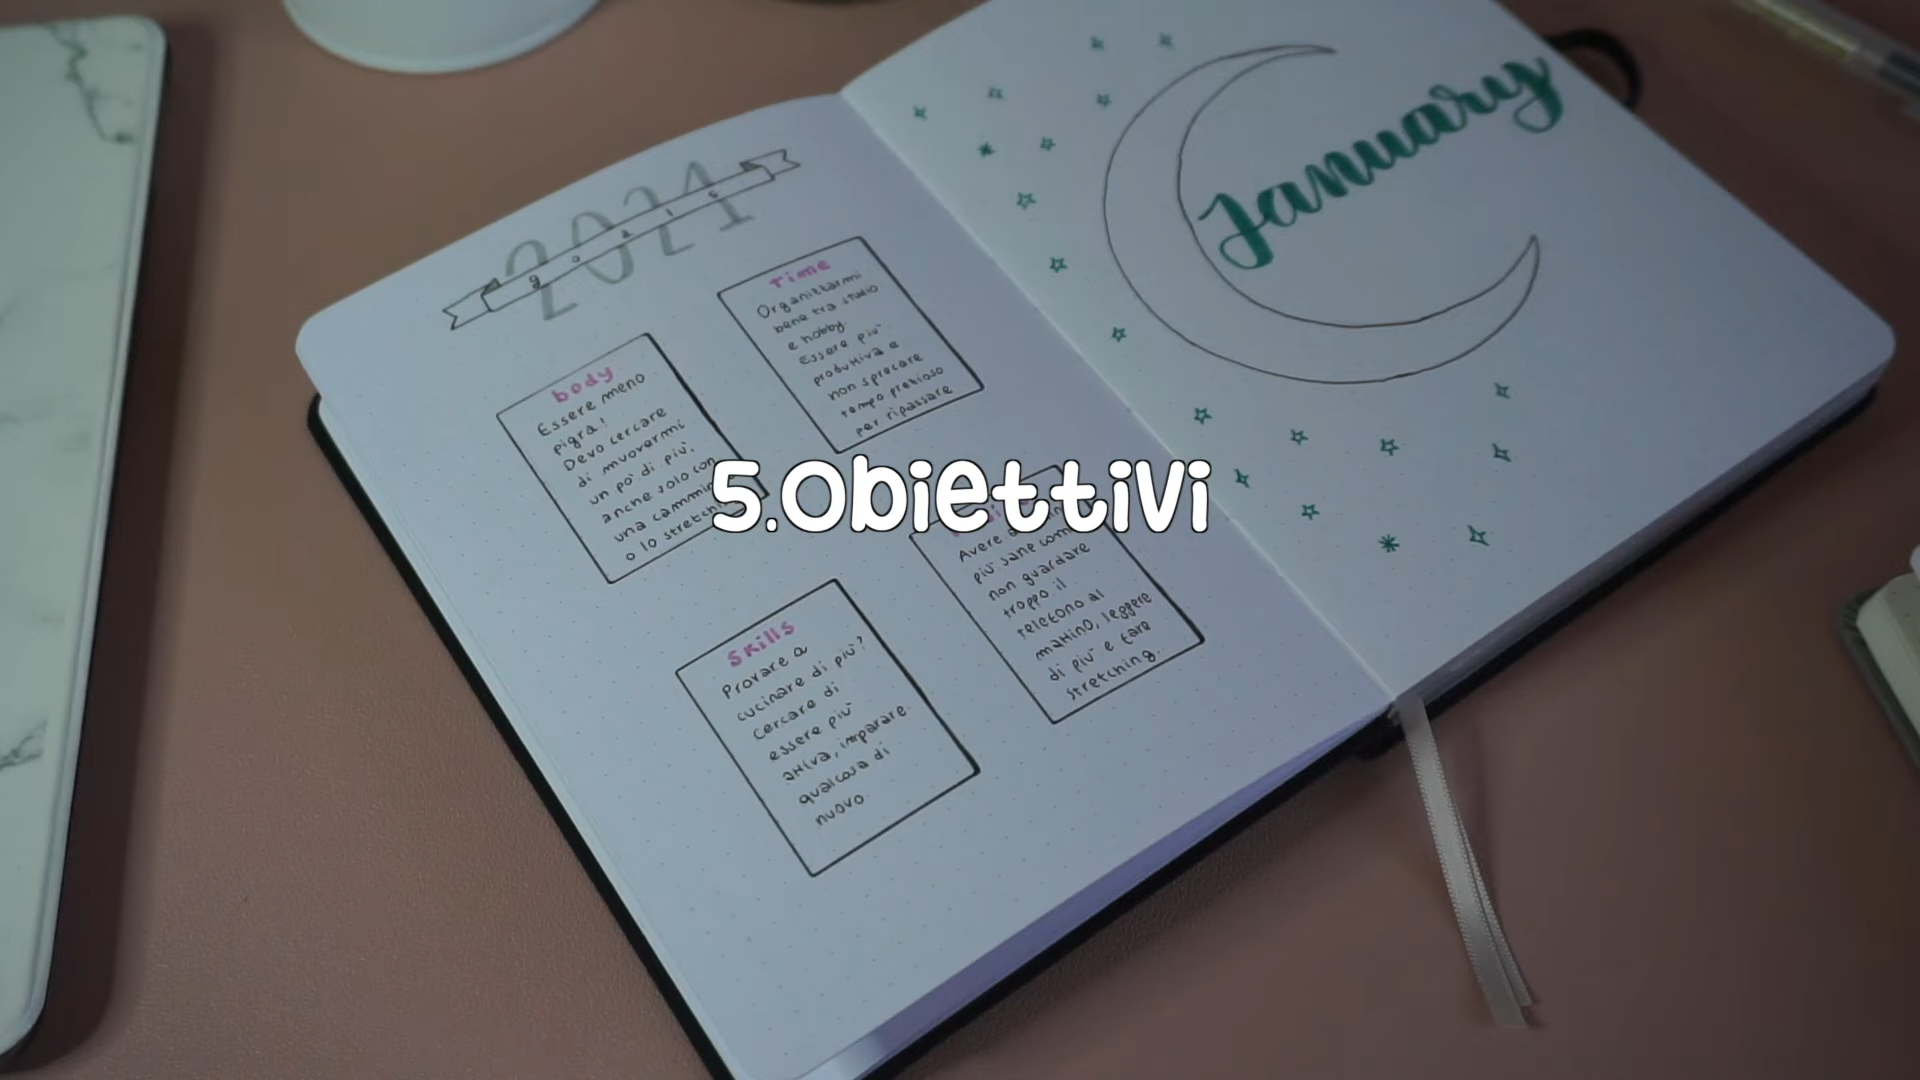 2021
goals
body
Essere meno
pigra!
Devo cercare
di muovermi
un po' di più,
anche solo con
una cammin
o lo stretch
Time
Organizzarmi
bene tra studio
e hobby.
Essere più
produttiva e
non sprecare
tempo prezioso
per ripassare
5.Obiettivi
Avere
più sane com
non guardare
troppo il
telefono al
mattino, leggere
di più e fare
stretching..
skills
Provare a
cucinare di più?
cercare di
essere più
attiva, imparare
qualcosa di
nuovo
January